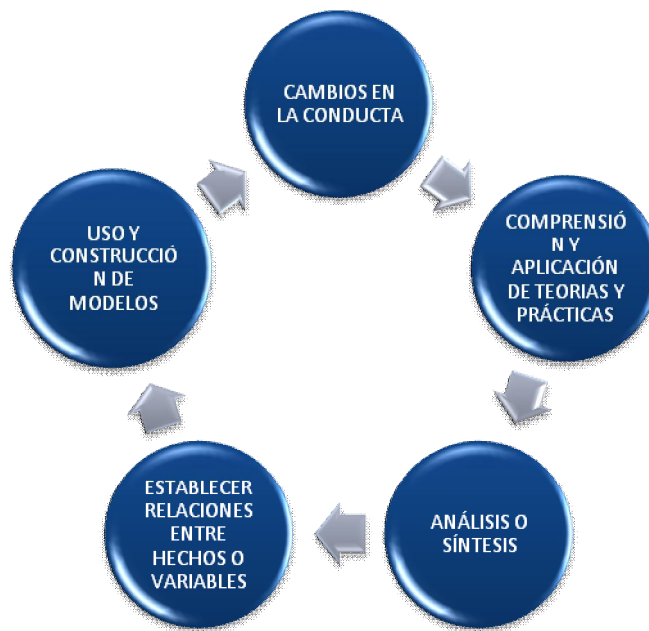 CAMBIOS EN
LA CONDUCTA
COMPRENSIÓ
N Y
APLICACIÓN
DE TEORIAS Y
PRÁCTICAS
ANÁLISIS O
SÍNTESIS
ESTABLECER
RELACIONES
ENTRE
HECHOS O
VARIABLES
USO Y
CONSTRUCCIÓ
N DE
MODELOS